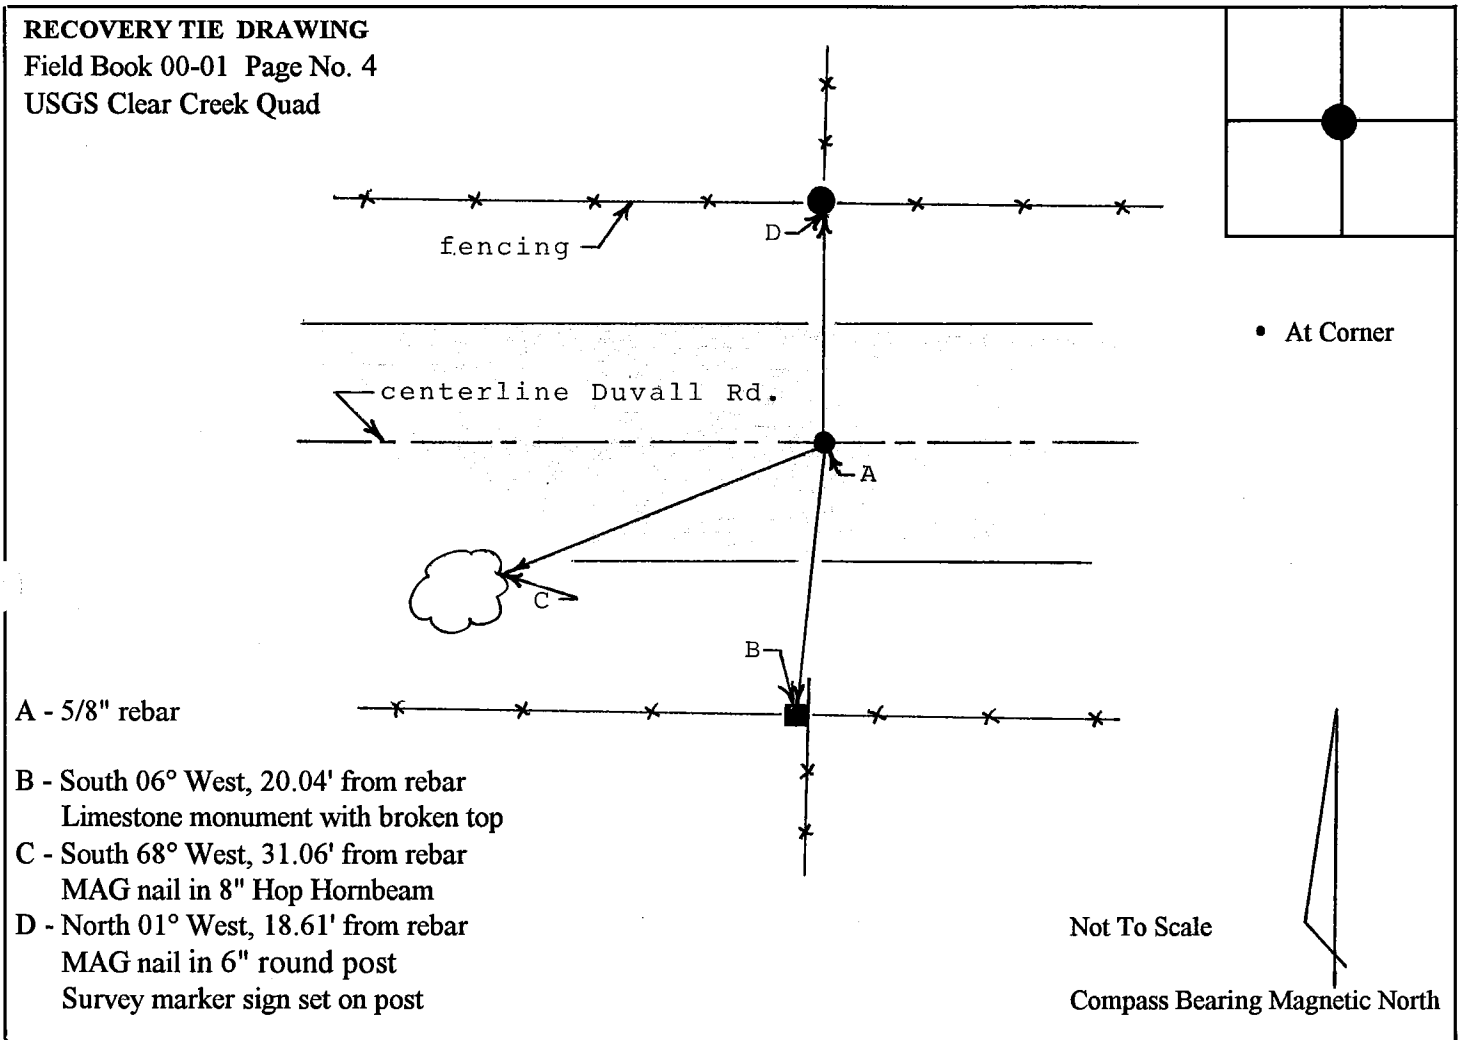 RECOVERY TIE DRAWING
Field Book 00-01 Page No. 4
USGS Clear Creek Quad
D
fencing
• At Corner
centerline Duvall Rd.
A
C
B
A - 5/8" rebar
B - South 06° West, 20.04' from rebar
Limestone monument with broken top
C - South 68° West, 31.06' from rebar
MAG nail in 8" Hop Hornbeam
D - North 01° West, 18.61' from rebar
MAG nail in 6" round post
Survey marker sign set on post
Not To Scale
Compass Bearing Magnetic North